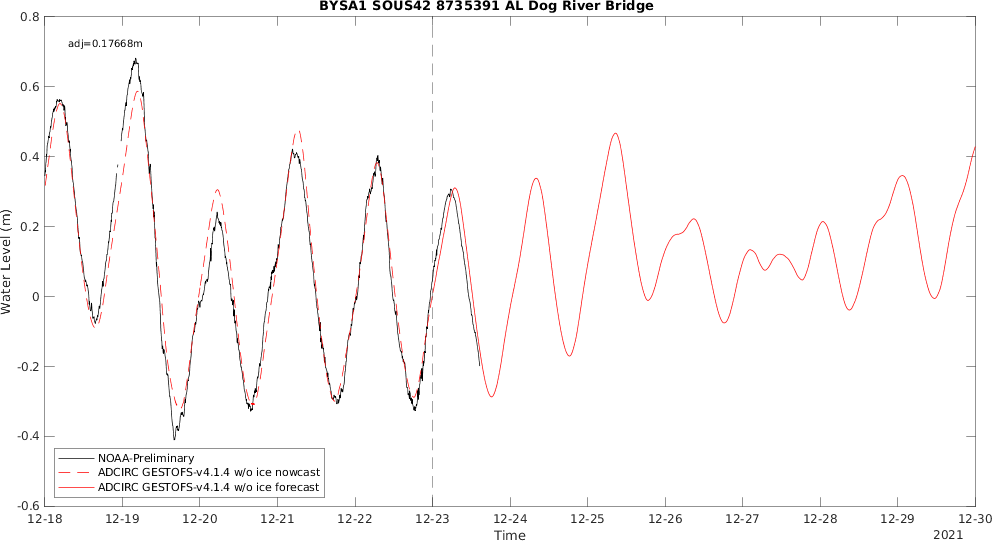 BYSA1 SOUS42 8735391 AL Dog River Bridge
adj=0.17668m
Water Level (m)
0.8
0.6
0.4
0.2
0
-0.2
-0.4
-0.6
NOAA-Preliminary
ADCIRC GESTOFS-v4.1.4 w/o ice nowcast
ADCIRC GESTOFS-v4.1.4 w/o ice forecast
12-18 12-19 12-20 12-21 12-22 12-23 12-24 12-25 12-26 12-27 12-28 12-29 12-30
Time
2021